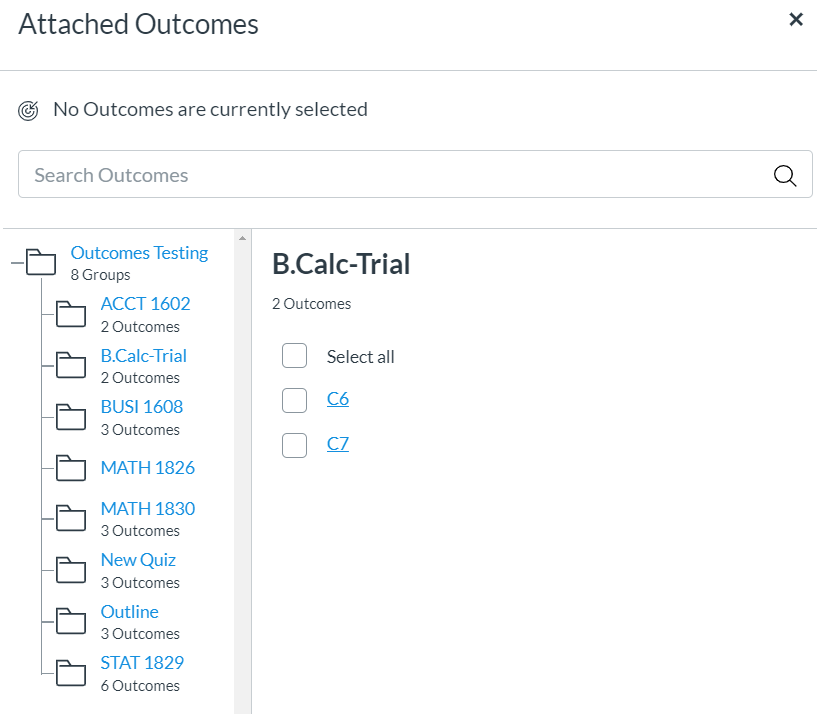 Attached Outcomes
No Outcomes are currently selected
Search Outcomes
Outcomes Testing
8 Groups
ACCT 1602
2 Outcomes
B.Calc-Trial
2 Outcomes
BUSI 1608
3 Outcomes
MATH 1826
MATH 1830
3 Outcomes
New Quiz
3 Outcomes
Outline
3 Outcomes
STAT 1829
6 Outcomes
B.Calc-Trial
2 Outcomes
Select all
C6
C7